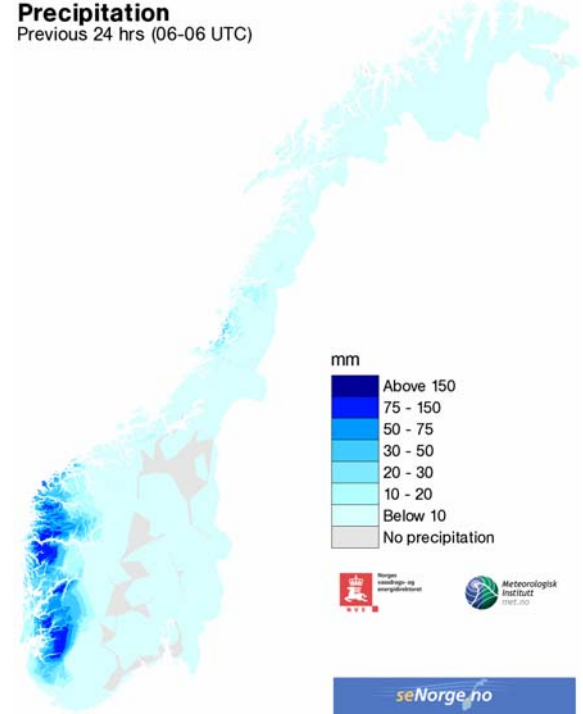 Precipitation
Previous 24 hrs (06-06 UTC)
mm
Above 150
75 - 150
50 - 75
30 - 50
20 - 30
10 - 20
Below 10
No precipitation
Norges
vassdrags- og
energidirektorat
NVE
Meteorologisk
Institutt
met.no
seNorge.no